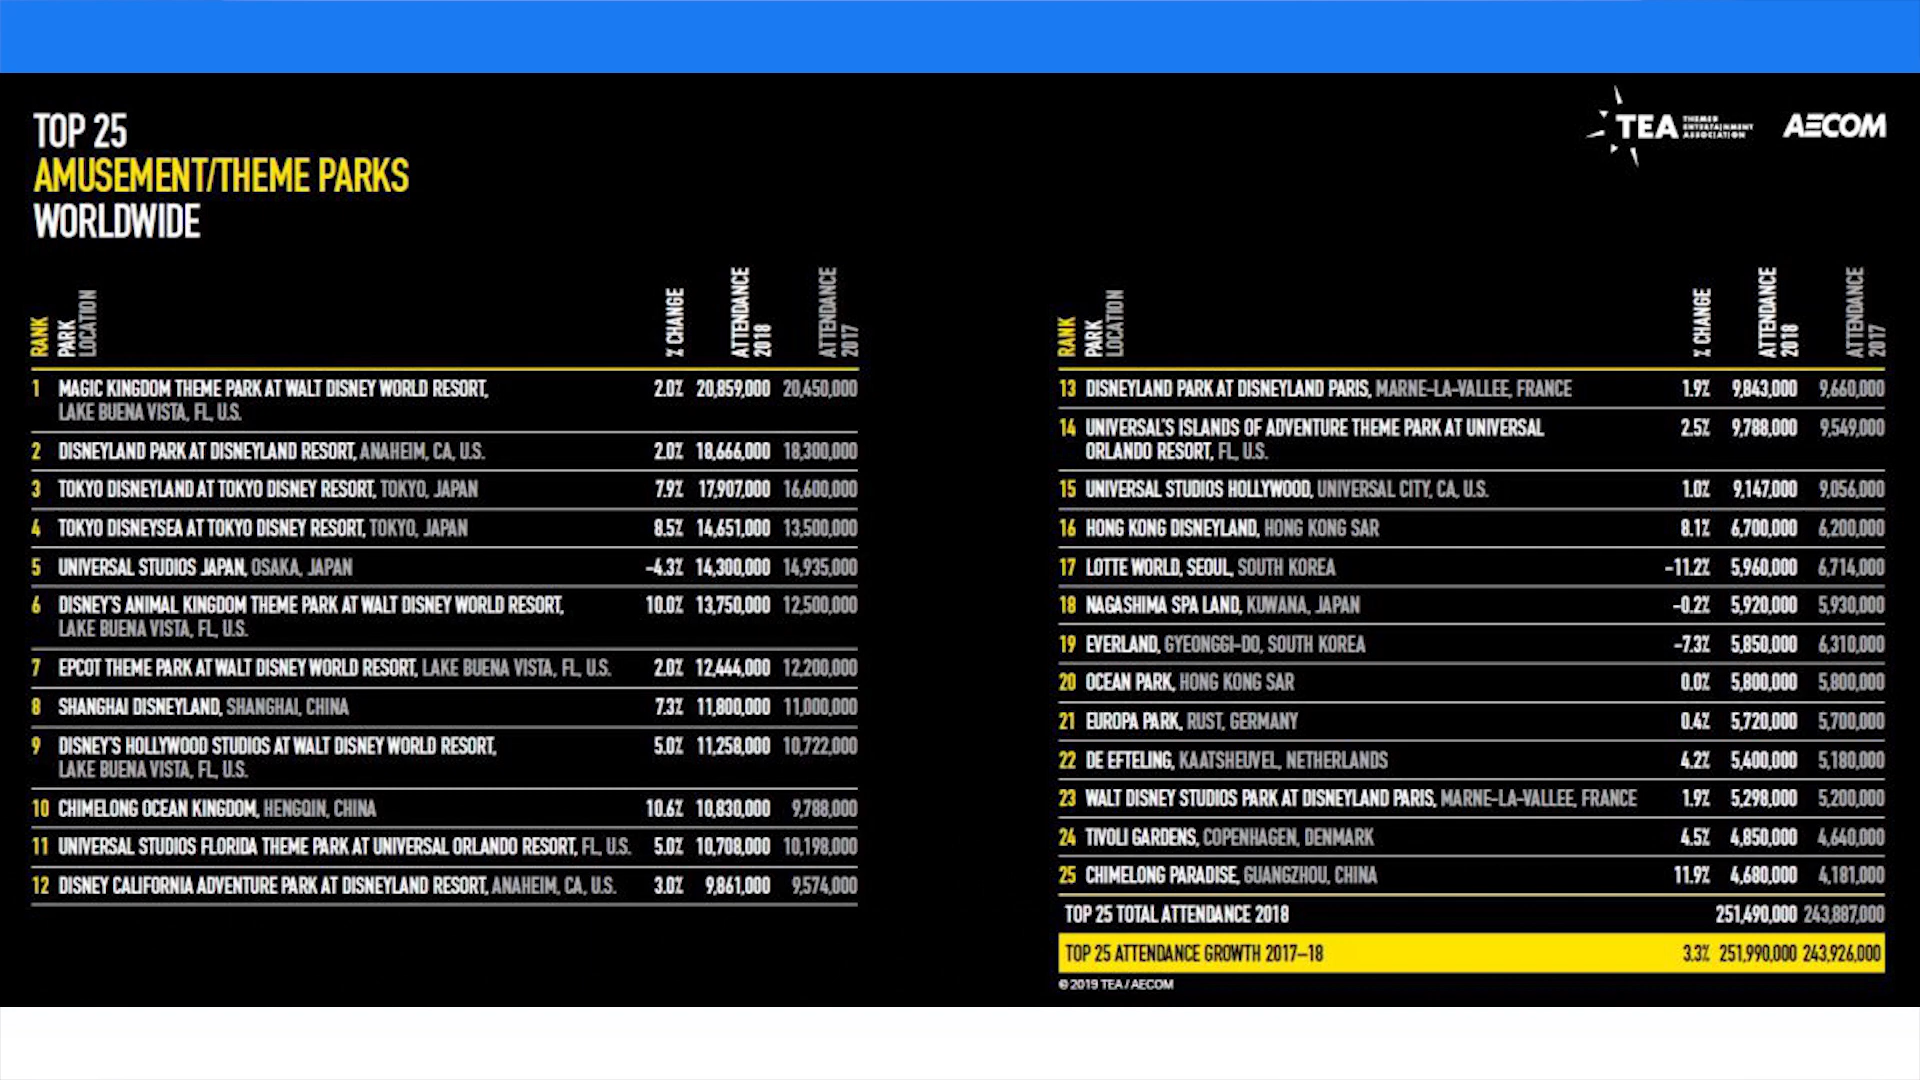 TOP 25
AMUSEMENT/THEME PARKS
WORLDWIDE
TEA THEMED ENTERTAINMENT ASSOCIATION
AECOM
RANK PARK LOCATION % CHANGE ATTENDANCE 2018 ATTENDANCE 2017
1 MAGIC KINGDOM THEME PARK AT WALT DISNEY WORLD RESORT, 2.0% 20,859,000 20,450,000
LAKE BUENA VISTA, FL, U.S.
2 DISNEYLAND PARK AT DISNEYLAND RESORT, ANAHEIM, CA, U.S. 2.0% 18,666,000 18,300,000
3 TOKYO DISNEYLAND AT TOKYO DISNEY RESORT, TOKYO, JAPAN 7.9% 17,907,000 16,600,000
4 TOKYO DISNEYSEA AT TOKYO DISNEY RESORT, TOKYO, JAPAN 8.5% 14,651,000 13,500,000
5 UNIVERSAL STUDIOS JAPAN, OSAKA, JAPAN -4.3% 14,300,000 14,935,000
6 DISNEY'S ANIMAL KINGDOM THEME PARK AT WALT DISNEY WORLD RESORT, 10.0% 13,750,000 12,500,000
LAKE BUENA VISTA, FL, U.S.
7 EPCOT THEME PARK AT WALT DISNEY WORLD RESORT, LAKE BUENA VISTA, FL, U.S. 2.0% 12,444,000 12,200,000
8 SHANGHAI DISNEYLAND, SHANGHAI, CHINA 7.3% 11,800,000 11,000,000
9 DISNEY'S HOLLYWOOD STUDIOS AT WALT DISNEY WORLD RESORT, 5.0% 11,258,000 10,722,000
LAKE BUENA VISTA, FL, U.S.
10 CHIMELONG OCEAN KINGDOM, HENGQIN, CHINA 10.6% 10,830,000 9,788,000
11 UNIVERSAL STUDIOS FLORIDA THEME PARK AT UNIVERSAL ORLANDO RESORT, FL, U.S. 5.0% 10,708,000 10,198,000
12 DISNEY CALIFORNIA ADVENTURE PARK AT DISNEYLAND RESORT, ANAHEIM, CA, U.S. 3.0% 9,861,000 9,574,000
RANK PARK LOCATION % CHANGE ATTENDANCE 2018 ATTENDANCE 2017
13 DISNEYLAND PARK AT DISNEYLAND PARIS, MARNE-LA-VALLEE, FRANCE 1.9% 9,843,000 9,660,000
14 UNIVERSAL'S ISLANDS OF ADVENTURE THEME PARK AT UNIVERSAL 2.5% 9,788,000 9,549,000
ORLANDO RESORT, FL, U.S.
15 UNIVERSAL STUDIOS HOLLYWOOD, UNIVERSAL CITY, CA, U.S. 1.0% 9,147,000 9,056,000
16 HONG KONG DISNEYLAND, HONG KONG SAR 8.1% 6,700,000 6,200,000
17 LOTTE WORLD, SEOUL, SOUTH KOREA -11.2% 5,960,000 6,714,000
18 NAGASHIMA SPA LAND, KUWANA, JAPAN -0.2% 5,920,000 5,930,000
19 EVERLAND, GYEONGGI-DO, SOUTH KOREA -7.3% 5,850,000 6,310,000
20 OCEAN PARK, HONG KONG SAR 0.0% 5,800,000 5,800,000
21 EUROPA PARK, RUST, GERMANY 0.4% 5,720,000 5,700,000
22 DE EFTELING, KAATSHEUVEL, NETHERLANDS 4.2% 5,400,000 5,180,000
23 WALT DISNEY STUDIOS PARK AT DISNEYLAND PARIS, MARNE-LA-VALLEE, FRANCE 1.9% 5,298,000 5,200,000
24 TIVOLI GARDENS, COPENHAGEN, DENMARK 4.5% 4,850,000 4,640,000
25 CHIMELONG PARADISE, GUANGZHOU, CHINA 11.9% 4,680,000 4,181,000
TOP 25 TOTAL ATTENDANCE 2018 251,490,000 243,887,000
TOP 25 ATTENDANCE GROWTH 2017–18 3.3% 251,990,000 243,926,000
© 2019 TEA / AECOM